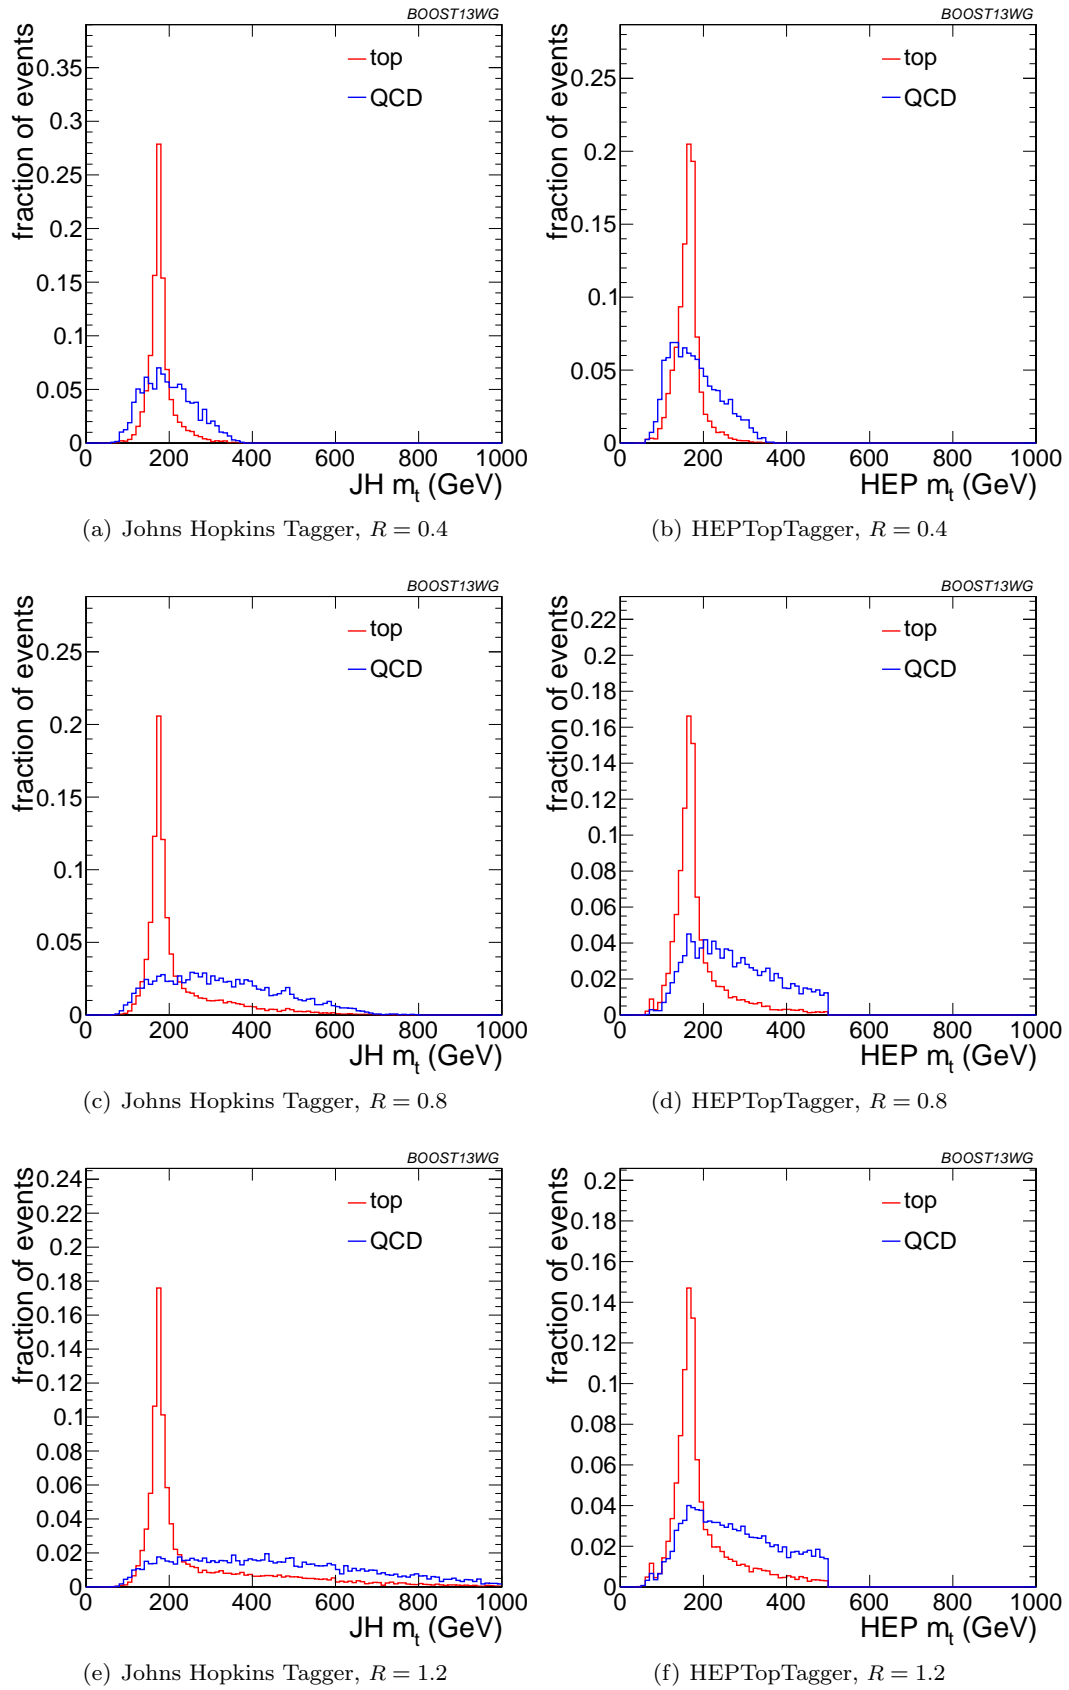 BOOST13WG
fraction of events
0.35
0.3
0.25
0.2
0.15
0.1
0.05
0
top
QCD
0 200 400 600 800 1000
JH m_t (GeV)
(a) Johns Hopkins Tagger, R = 0.4
BOOST13WG
fraction of events
0.25
0.2
0.15
0.1
0.05
0
top
QCD
0 200 400 600 800 1000
HEP m_t (GeV)
(b) HEPTopTagger, R = 0.4
BOOST13WG
fraction of events
0.25
0.2
0.15
0.1
0.05
0
top
QCD
0 200 400 600 800 1000
JH m_t (GeV)
(c) Johns Hopkins Tagger, R = 0.8
BOOST13WG
fraction of events
0.22
0.2
0.18
0.16
0.14
0.12
0.1
0.08
0.06
0.04
0.02
0
top
QCD
0 200 400 600 800 1000
HEP m_t (GeV)
(d) HEPTopTagger, R = 0.8
BOOST13WG
fraction of events
0.24
0.22
0.2
0.18
0.16
0.14
0.12
0.1
0.08
0.06
0.04
0.02
0
top
QCD
0 200 400 600 800 1000
JH m_t (GeV)
(e) Johns Hopkins Tagger, R = 1.2
BOOST13WG
fraction of events
0.2
0.18
0.16
0.14
0.12
0.1
0.08
0.06
0.04
0.02
0
top
QCD
0 200 400 600 800 1000
HEP m_t (GeV)
(f) HEPTopTagger, R = 1.2